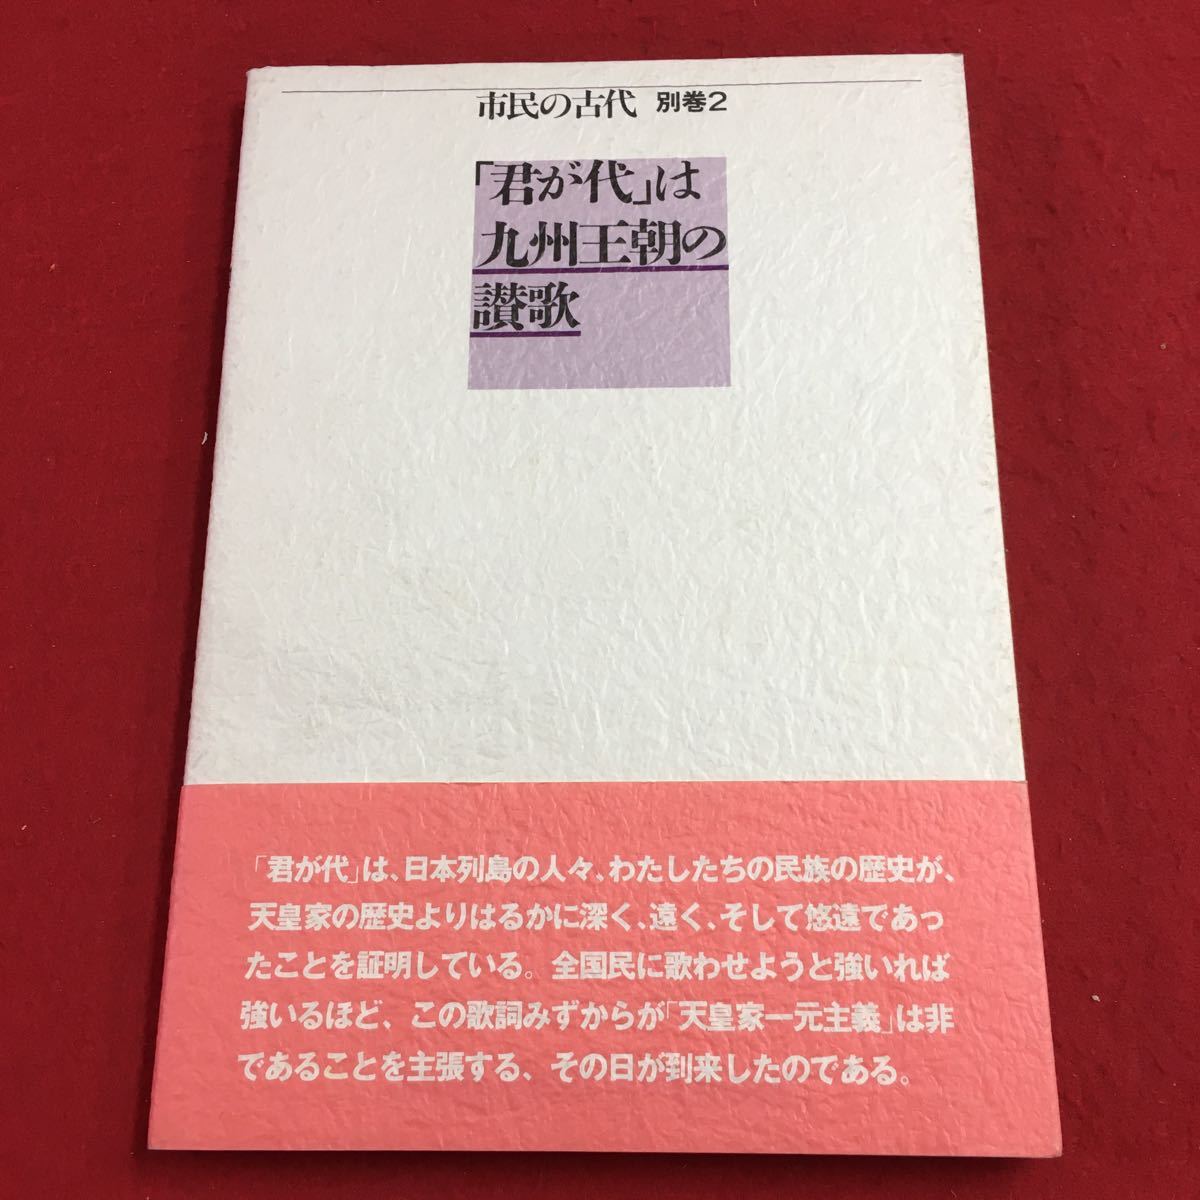 市民の古代 別巻2
「君が代」は
九州王朝の
讃歌
「君が代」は、日本列島の人々、わたしたちの民族の歴史が、
天皇家の歴史よりはるかに深く、遠く、そして悠遠であっ
たことを証明している。全国民に歌わせようと強いれば
強いるほど、この歌詞みずからが「天皇家一元主義」は非
であることを主張する、その日が到来したのである。